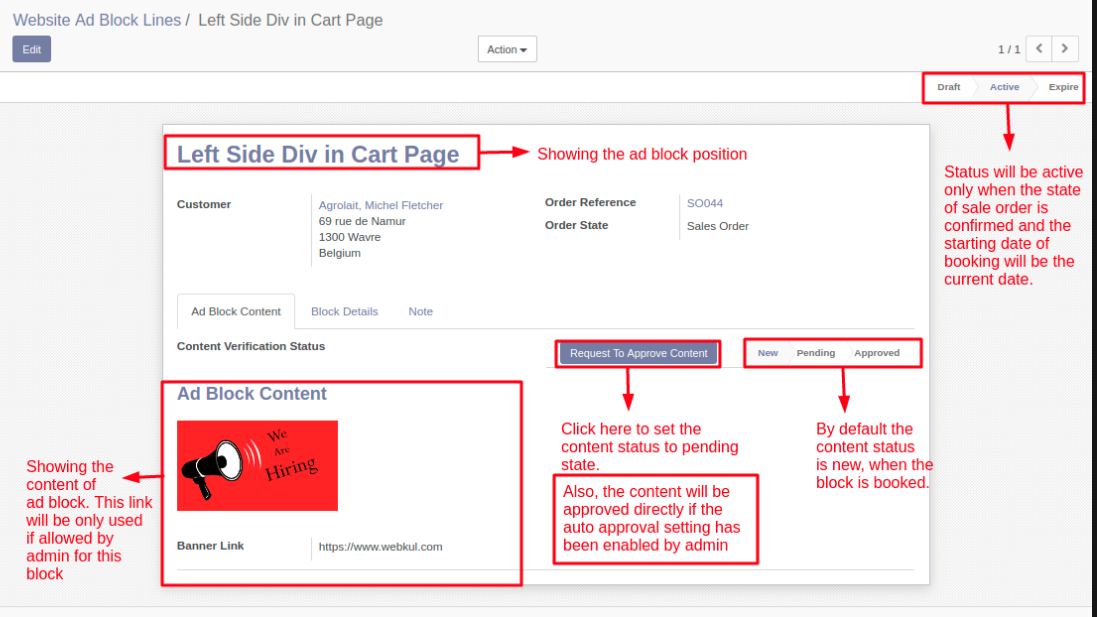 Website Ad Block Lines / Left Side Div in Cart Page
Edit
Action
1 / 1
Draft Active Expire
Left Side Div in Cart Page
Showing the ad block position
Status will be active
only when the state
of sale order is
confirmed and the
starting date of
booking will be the
current date.
Customer
Agrolait, Michel Fletcher
69 rue de Namur
1300 Wavre
Belgium
Order Reference SO044
Order State Sales Order
Ad Block Content Block Details Note
Content Verification Status
Request To Approve Content
New Pending Approved
Ad Block Content
We
Are
Hiring
Showing the
content of
ad block. This link
will be only used
if allowed by
admin for this
block
Click here to set the
content status to pending
state.
Also, the content will be
approved directly if the
auto approval setting has
been enabled by admin
By default the
content status
is new, when the
block is booked.
Banner Link https://www.webkul.com